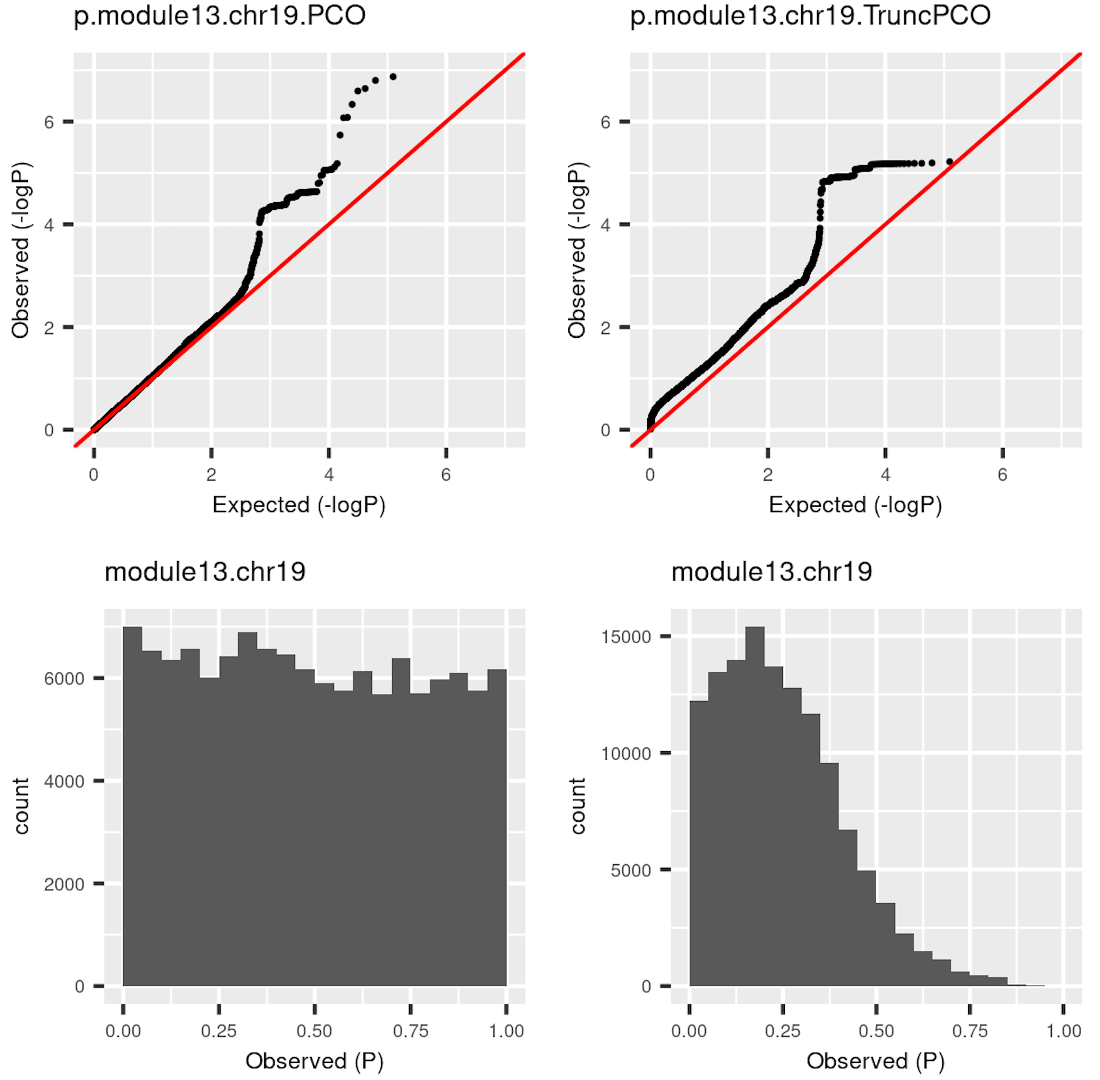 p.module13.chr19.PCO
p.module13.chr19.TruncPCO
Observed (-logP)
6
4
2
0
0 2 4 6
Expected (-logP)
Observed (-logP)
6
4
2
0
0 2 4 6
Expected (-logP)
module13.chr19
module13.chr19
count
6000
4000
2000
0
0.00 0.25 0.50 0.75 1.00
Observed (P)
count
15000
10000
5000
0
0.00 0.25 0.50 0.75 1.00
Observed (P)